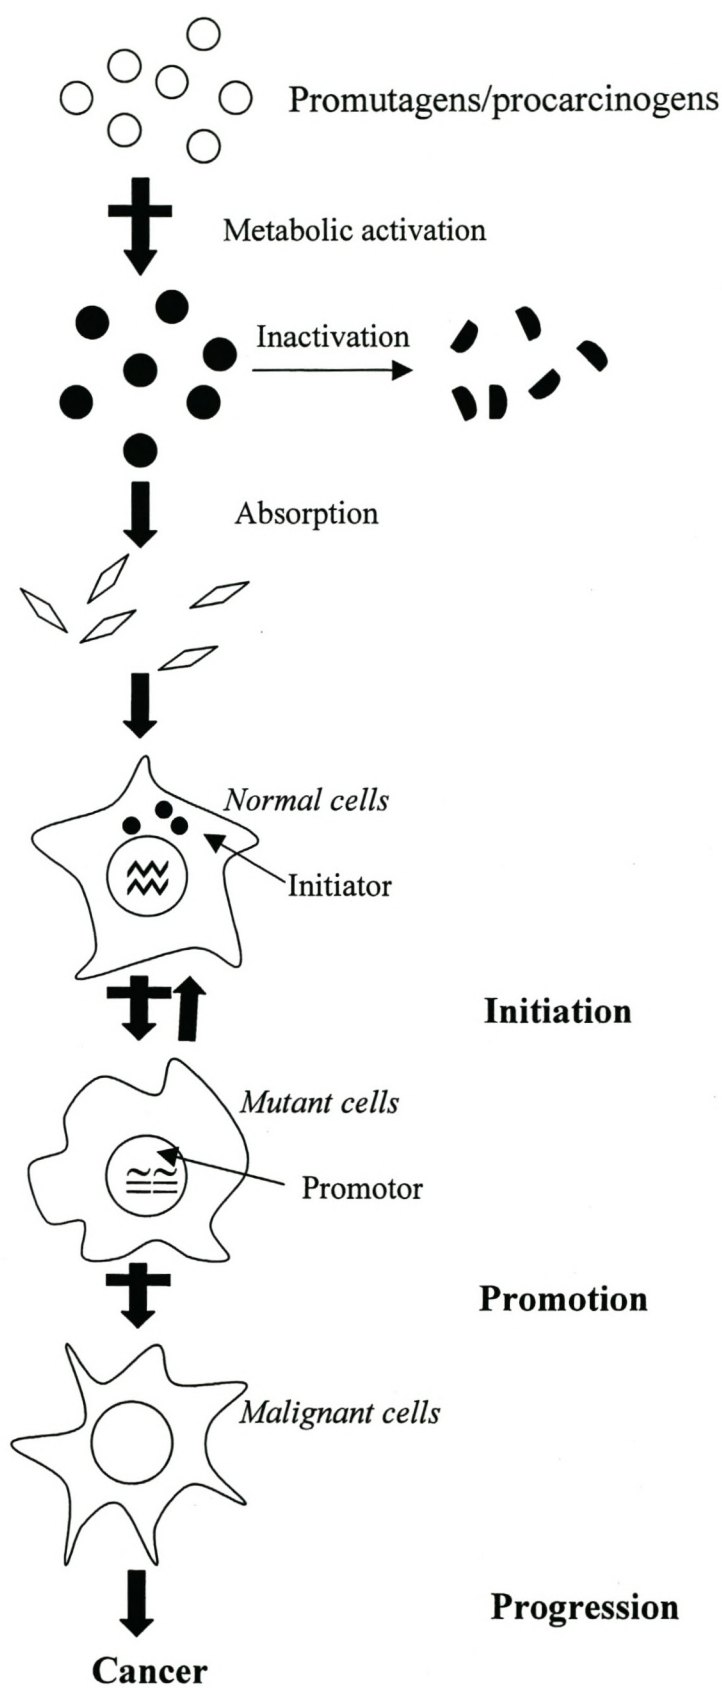 Promutagens/procarcinogens
Metabolic activation
Inactivation
Absorption
Normal cells
Initiator
Initiation
Mutant cells
Promotor
Promotion
Malignant cells
Progression
Cancer